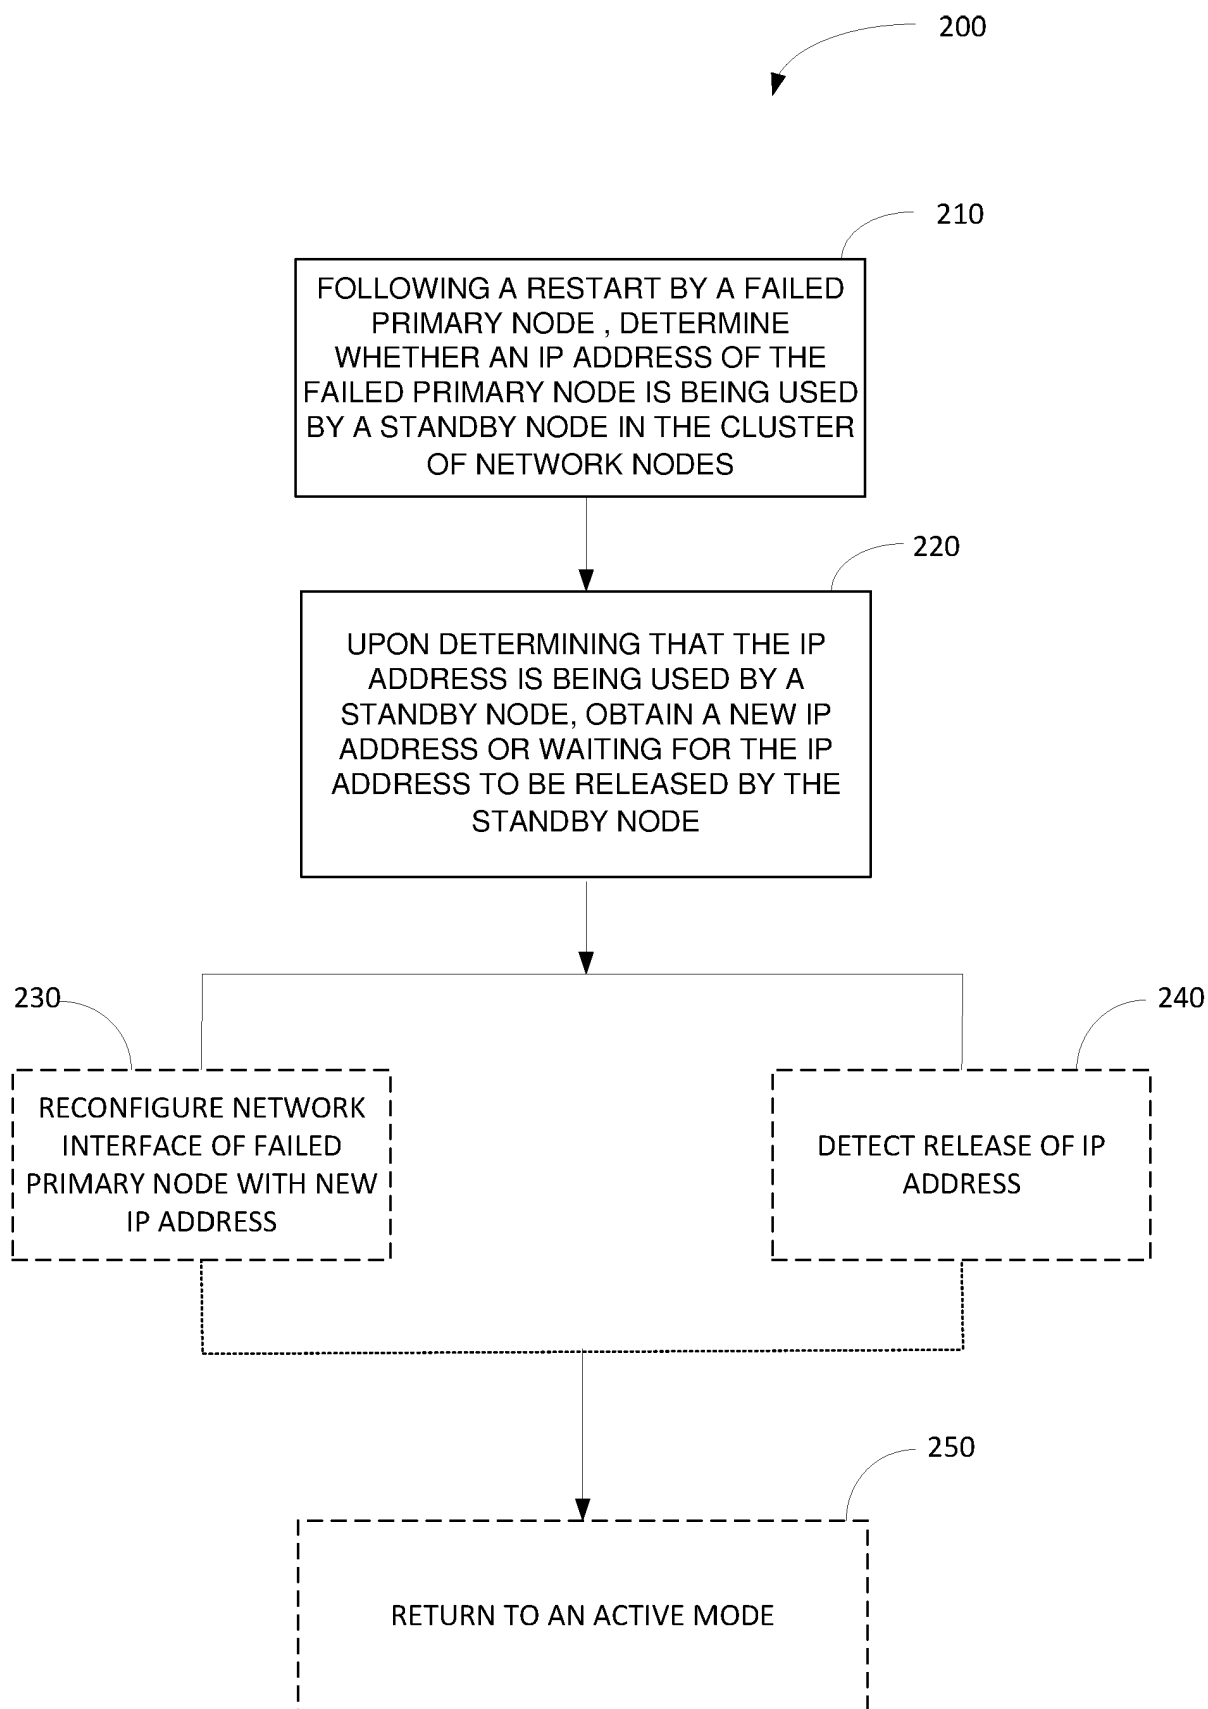 200
210
FOLLOWING A RESTART BY A FAILED
PRIMARY NODE , DETERMINE
WHETHER AN IP ADDRESS OF THE
FAILED PRIMARY NODE IS BEING USED
BY A STANDBY NODE IN THE CLUSTER
OF NETWORK NODES
220
UPON DETERMINING THAT THE IP
ADDRESS IS BEING USED BY A
STANDBY NODE, OBTAIN A NEW IP
ADDRESS OR WAITING FOR THE IP
ADDRESS TO BE RELEASED BY THE
STANDBY NODE
230
RECONFIGURE NETWORK
INTERFACE OF FAILED
PRIMARY NODE WITH NEW
IP ADDRESS
240
DETECT RELEASE OF IP
ADDRESS
250
RETURN TO AN ACTIVE MODE